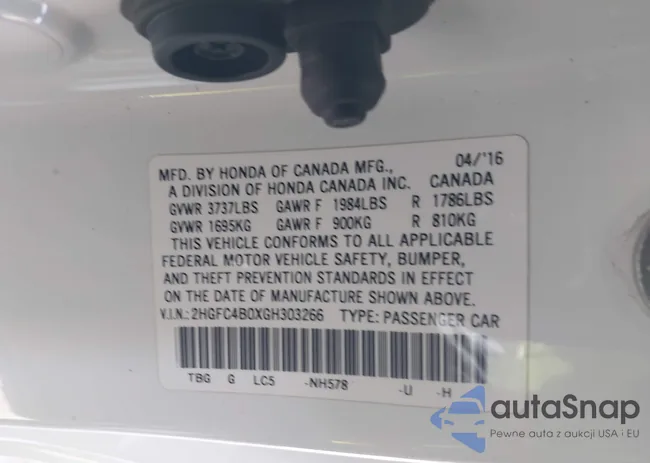 MFD. BY HONDA OF CANADA MFG., 04/'16
A DIVISION OF HONDA CANADA INC. CANADA
GVWR 3737LBS GAWR F 1984LBS R 1786LBS
GVWR 1695KG GAWR F 900KG R 810KG
THIS VEHICLE CONFORMS TO ALL APPLICABLE
FEDERAL MOTOR VEHICLE SAFETY, BUMPER,
AND THEFT PREVENTION STANDARDS IN EFFECT
ON THE DATE OF MANUFACTURE SHOWN ABOVE.
V.I.N.: 2HGFC4B0XGH303266 TYPE: PASSENGER CAR
TBG G LC5 -NH578 -U -H
autaSnap
Pewne auta z aukcji USA i EU